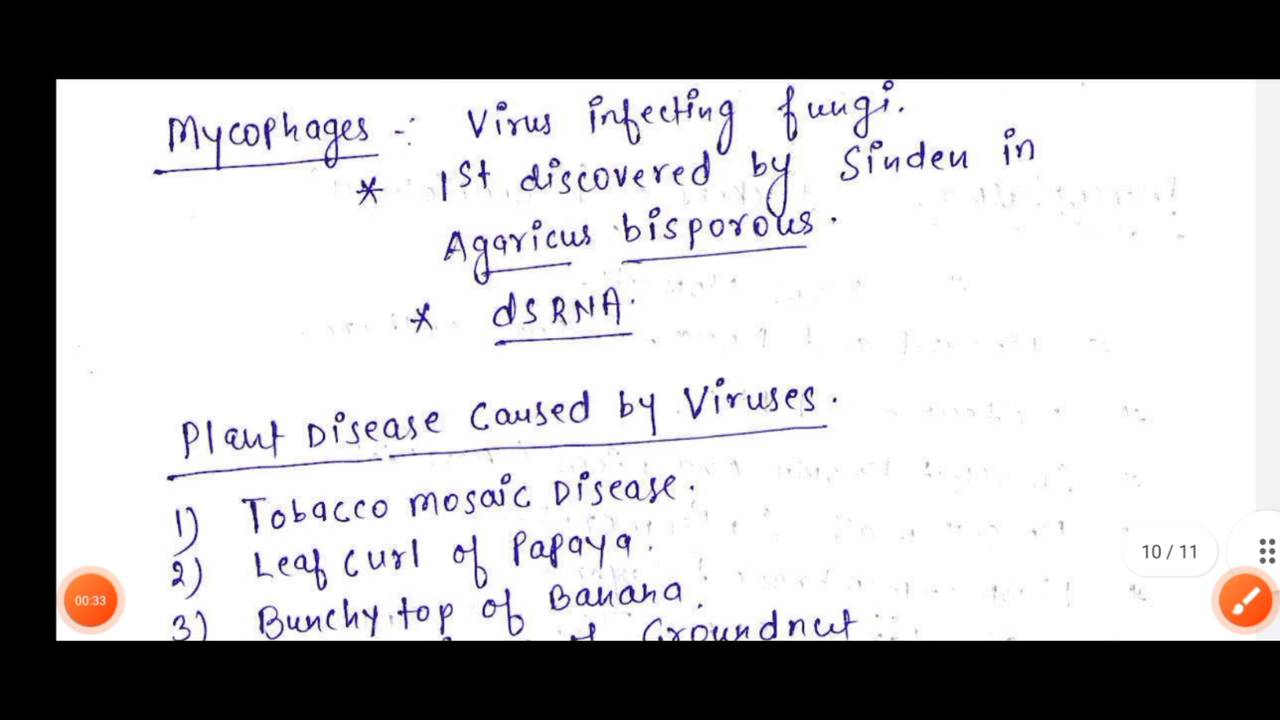 Mycophages :- Virus infecting fungi.
* 1st discovered by Sinden in
Agaricus bisporous.
* dsRNA.
Plant Disease Caused by Viruses.
1) Tobacco mosaic Disease.
2) Leaf curl of Papaya.
3) Bunchy top of Banana.
Groundnut
10 / 11
00:33